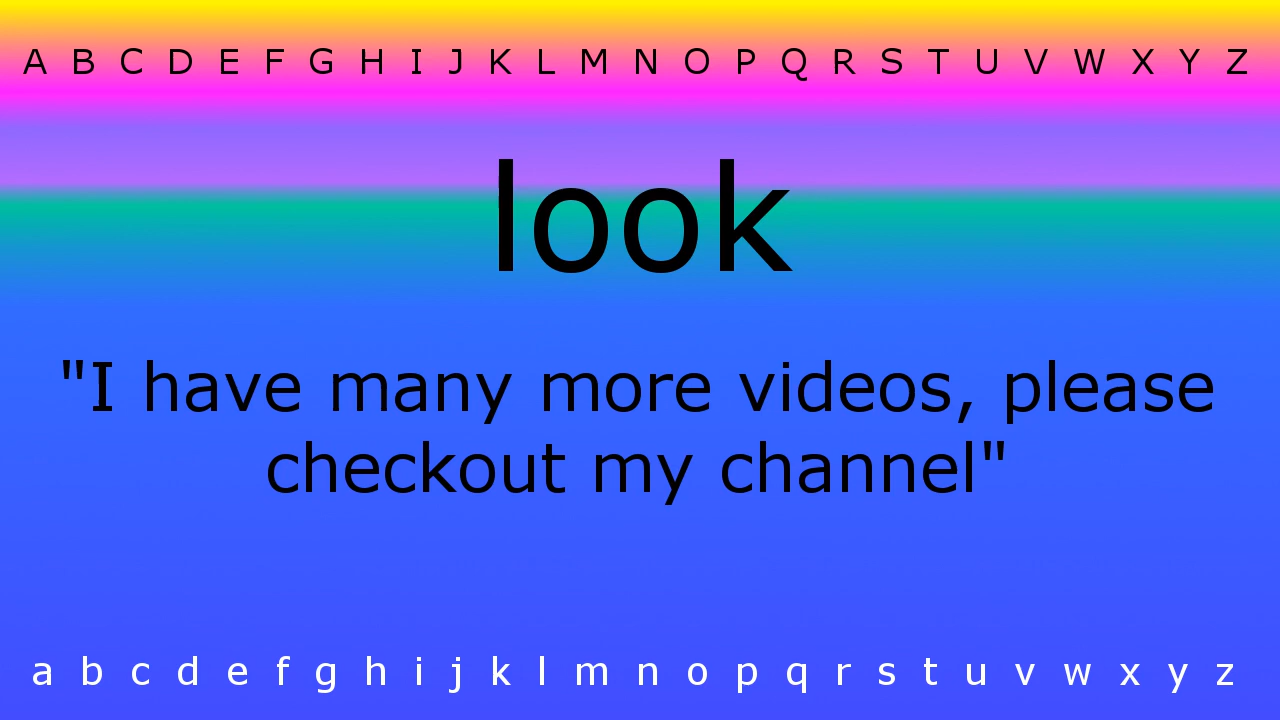 A B C D E F G H I J K L M N O P Q R S T U V W X Y Z
look
"I have many more videos, please
checkout my channel"
a b c d e f g h i j k l m n o p q r s t u v w x y z